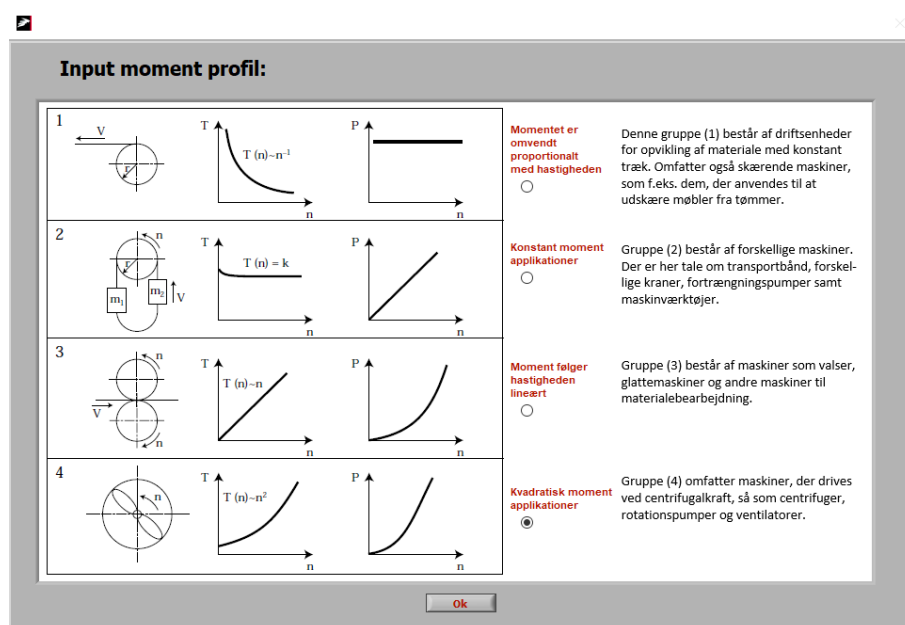 Input moment profil:
1
V
r
T
T (n)~n⁻¹
n
P
n
Momentet er
omvendt
proportionalt
med hastigheden
Denne gruppe (1) består af driftsenheder
for opvikling af materiale med konstant
træk. Omfatter også skærende maskiner,
som f.eks. dem, der anvendes til at
udskære møbler fra tømmer.
2
n
r
m₁
m₂
V
T
T (n) = k
n
P
n
Konstant moment
applikationer
Gruppe (2) består af forskellige maskiner.
Der er her tale om transportbånd, forskel-
lige kraner, fortrængningspumper samt
maskinværktøjer.
3
n
V
n
T
T (n)~n
n
P
n
Moment følger
hastigheden
lineært
Gruppe (3) består af maskiner som valser,
glattemaskiner og andre maskiner til
materialebearbejdning.
4
n
T
T (n)~n²
n
P
n
Kvadratisk moment
applikationer
Gruppe (4) omfatter maskiner, der drives
ved centrifugalkraft, så som centrifuger,
rotationspumper og ventilatorer.
Ok